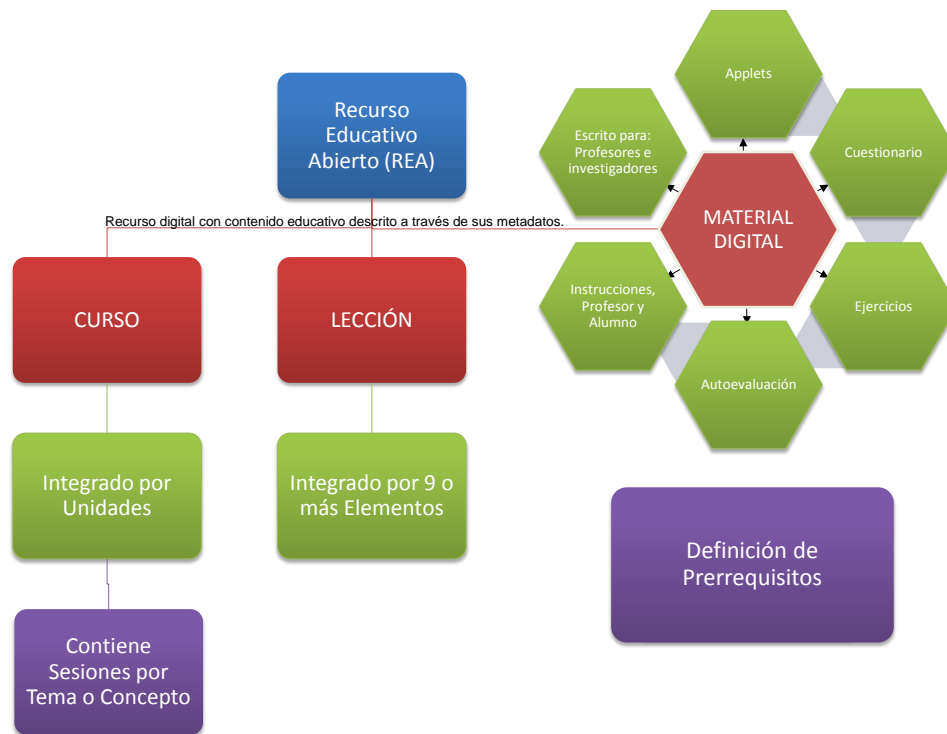 Recurso
Educativo
Abierto (REA)
Recurso digital con contenido educativo descrito a través de sus metadatos.
CURSO
LECCIÓN
Integrado por
Unidades
Integrado por 9 o
más Elementos
Contiene
Sesiones por
Tema o Concepto
Applets
Escrito para:
Profesores e
investigadores
Cuestionario
MATERIAL
DIGITAL
Instrucciones,
Profesor y
Alumno
Ejercicios
Autoevaluación
Definición de
Prerrequisitos